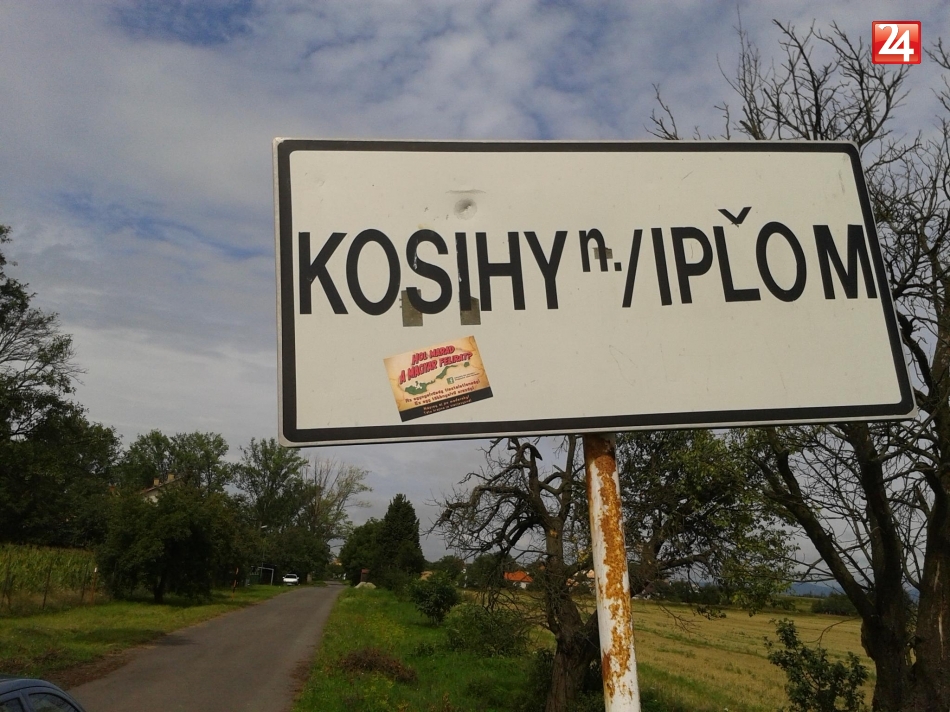 24
KOSIHY n./IPĽOM
HOL MARAD
A MAGYAR FELIRAT?